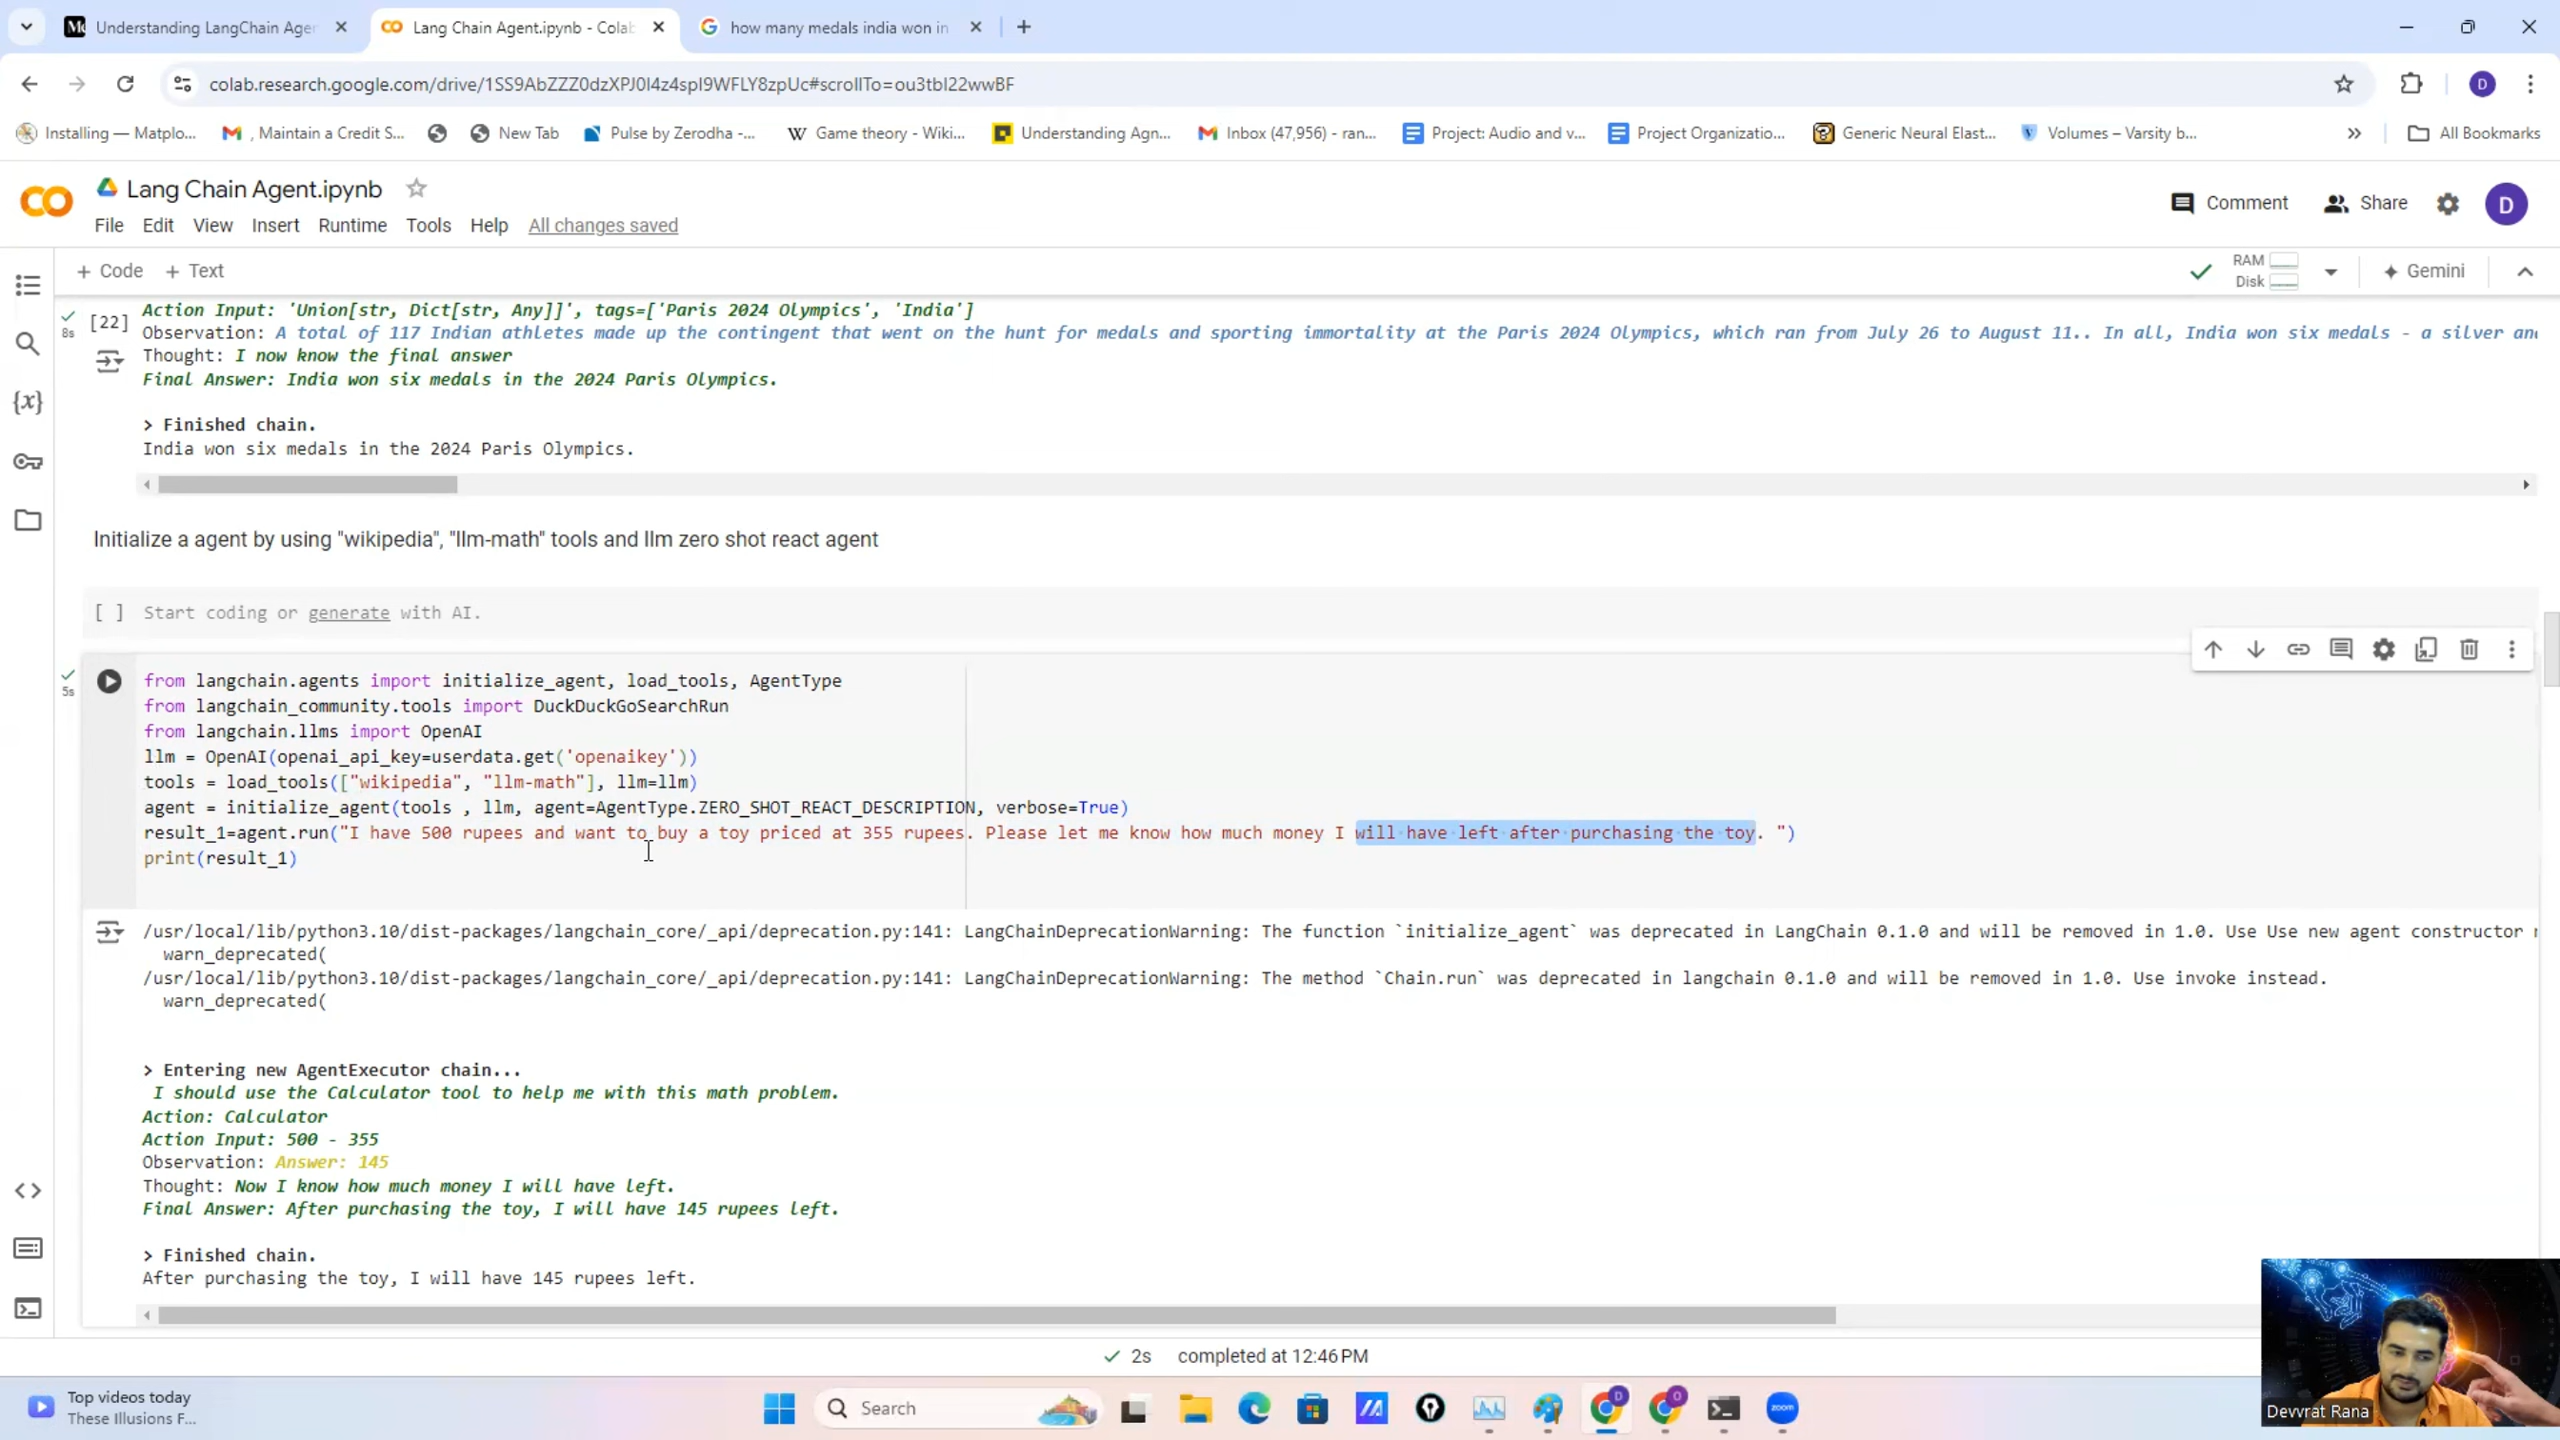 Understanding LangChain Agen
Lang Chain Agent.ipynb - Colab
how many medals india won in
colab.research.google.com/drive/1SS9AbZZZ0dzXPJ0I4z4spI9WFLY8zpUc#scrollTo=ou3tbI22wwBF
Installing — Matplo...
, Maintain a Credit S...
New Tab
Pulse by Zerodha -...
Game theory - Wiki...
Understanding Agn...
Inbox (47,956) - ran...
Project: Audio and v...
Project Organizatio...
Generic Neural Elast...
Volumes – Varsity b...
All Bookmarks
Lang Chain Agent.ipynb
Comment
Share
D
File Edit View Insert Runtime Tools Help All changes saved
+ Code + Text
RAM
Disk
Gemini
Action Input: 'Union[str, Dict[str, Any]]', tags=['Paris 2024 Olympics', 'India']
8s [22]
Observation: A total of 117 Indian athletes made up the contingent that went on the hunt for medals and sporting immortality at the Paris 2024 Olympics, which ran from July 26 to August 11.. In all, India won six medals - a silver and
Thought: I now know the final answer
Final Answer: India won six medals in the 2024 Paris Olympics.
> Finished chain.
India won six medals in the 2024 Paris Olympics.
Initialize a agent by using "wikipedia", "llm-math" tools and llm zero shot react agent
[ ] Start coding or generate with AI.
5s
from langchain.agents import initialize_agent, load_tools, AgentType
from langchain_community.tools import DuckDuckGoSearchRun
from langchain.llms import OpenAI
llm = OpenAI(openai_api_key=userdata.get('openaikey'))
tools = load_tools(["wikipedia", "llm-math"], llm=llm)
agent = initialize_agent(tools , llm, agent=AgentType.ZERO_SHOT_REACT_DESCRIPTION, verbose=True)
result_1=agent.run("I have 500 rupees and want to buy a toy priced at 355 rupees. Please let me know how much money I will have left after purchasing the toy. ")
print(result_1)
/usr/local/lib/python3.10/dist-packages/langchain_core/_api/deprecation.py:141: LangChainDeprecationWarning: The function `initialize_agent` was deprecated in LangChain 0.1.0 and will be removed in 1.0. Use Use new agent constructor
warn_deprecated(
/usr/local/lib/python3.10/dist-packages/langchain_core/_api/deprecation.py:141: LangChainDeprecationWarning: The method `Chain.run` was deprecated in langchain 0.1.0 and will be removed in 1.0. Use invoke instead.
warn_deprecated(
> Entering new AgentExecutor chain...
I should use the Calculator tool to help me with this math problem.
Action: Calculator
Action Input: 500 - 355
Observation: Answer: 145
Thought: Now I know how much money I will have left.
Final Answer: After purchasing the toy, I will have 145 rupees left.
> Finished chain.
After purchasing the toy, I will have 145 rupees left.
2s completed at 12:46 PM
Top videos today
These Illusions F...
Search
zoom
Devvrat Rana